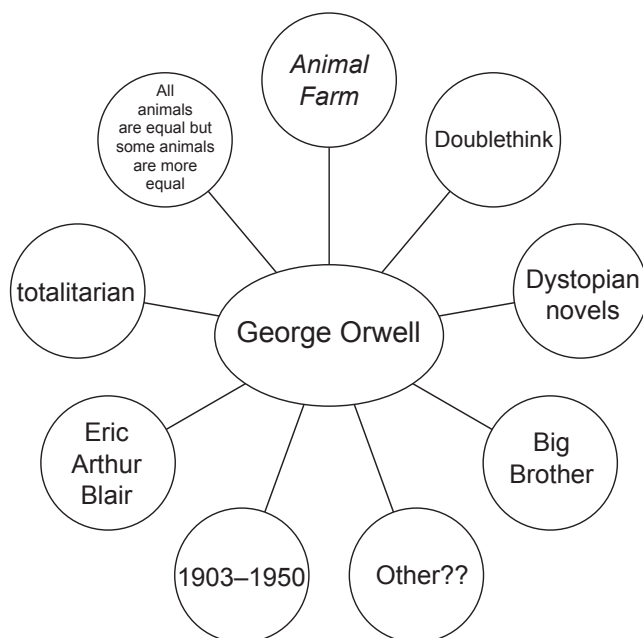 Animal
Farm
All
animals
are equal but
some animals
are more
equal
Doublethink
totalitarian
Dystopian
novels
George Orwell
Eric
Arthur
Blair
Big
Brother
1903–1950
Other??